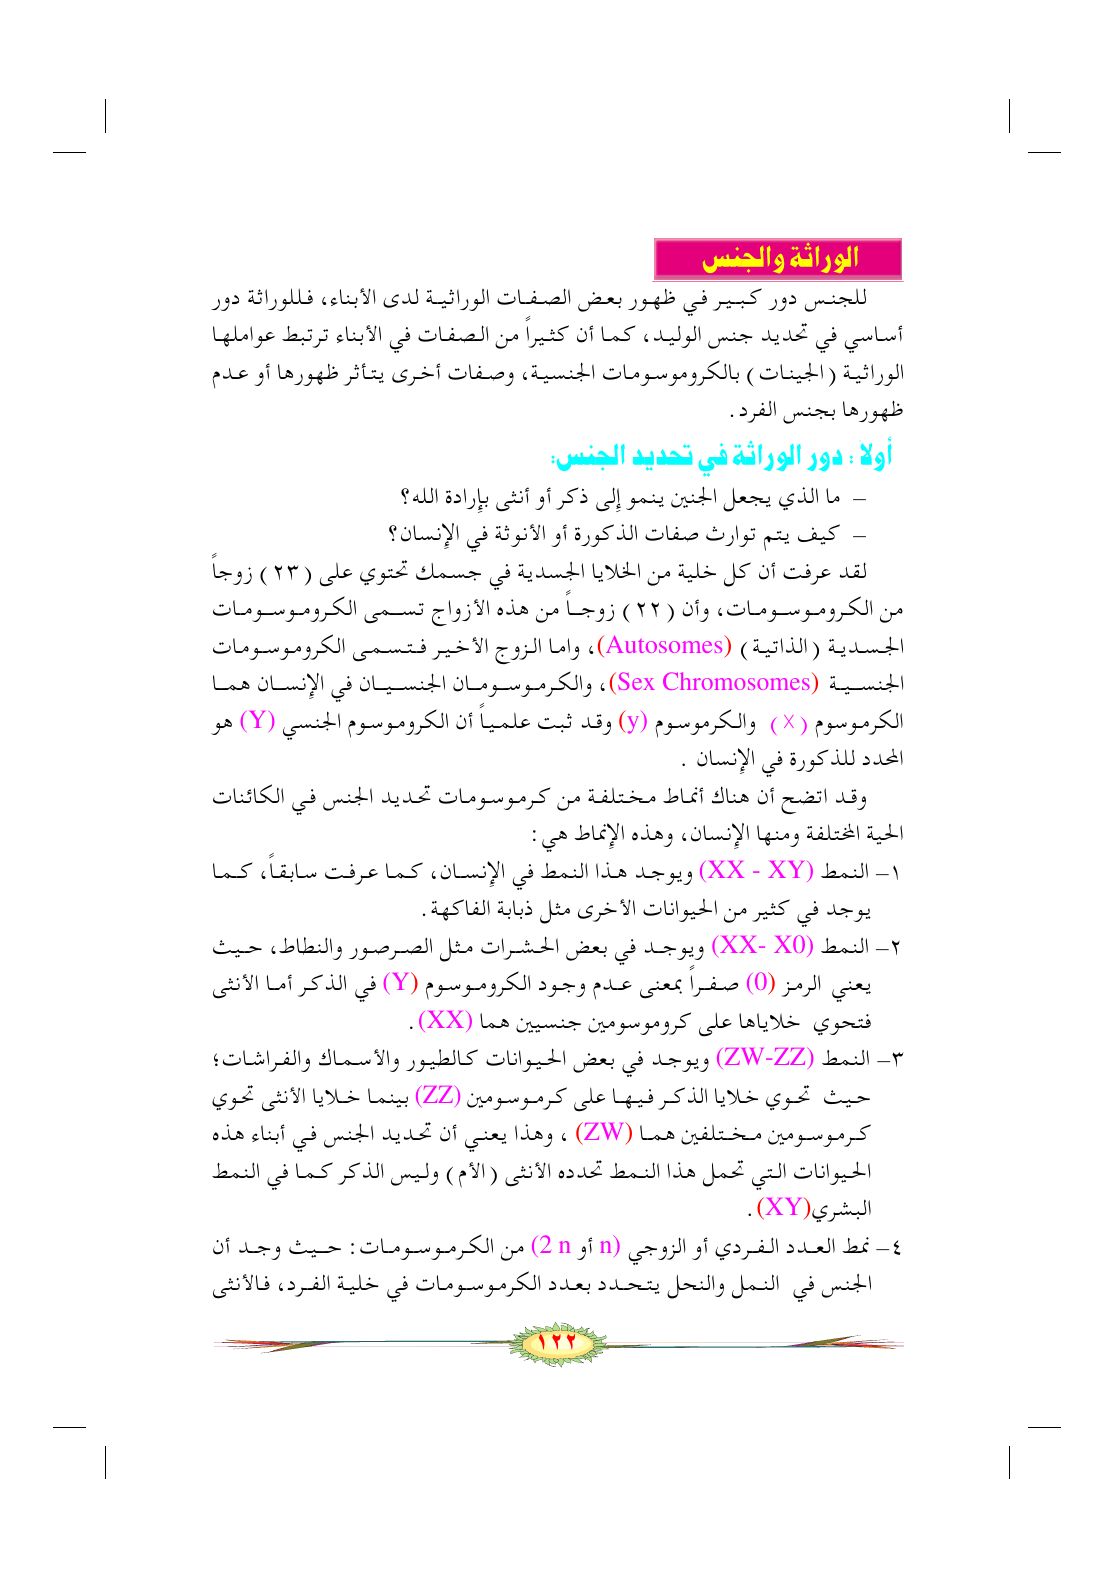 الوراثة والجنس
للجنس دور كبير في ظهور بعض الصفات الوراثية لدى الأبناء، فللوراثة دور
أساسي في تحديد جنس الوليد، كما أن كثيراً من الصفات في الأبناء ترتبط عواملها
الوراثية (الجينات) بالكروموسومات الجنسية، وصفات أخرى يتأثر ظهورها أو عدم
ظهورها بجنس الفرد.
أولا : دور الوراثة في تحديد الجنس:
– ما الذي يجعل الجنين ينمو إلى ذكر أو أنثى بإرادة الله؟
– كيف يتم توارث صفات الذكورة أو الأنوثة في الإنسان؟
لقد عرفت أن كل خلية من الخلايا الجسدية في جسمك تحتوي على (٢٣) زوجاً
من الكروموسومات، وأن (٢٢) زوجاً من هذه الأزواج تسمى الكروموسومات
الجسدية (الذاتية) (Autosomes)، واما الزوج الأخير فتسمى الكروموسومات
الجنسية (Sex Chromosomes)، والكرموسومان الجنسيان في الإنسان هما
الكرموسوم (X) والكرموسوم (y) وقد ثبت علمياً أن الكروموسوم الجنسي (Y) هو
المحدد للذكورة في الإنسان .
وقد اتضح أن هناك أنماط مختلفة من كرموسومات تحديد الجنس في الكائنات
الحية المختلفة ومنها الإنسان، وهذه الإنماط هي:
١– النمط (XX - XY) ويوجد هذا النمط في الإنسان، كما عرفت سابقاً، كما
يوجد في كثير من الحيوانات الأخرى مثل ذبابة الفاكهة.
٢– النمط (XX- X0) ويوجد في بعض الحشرات مثل الصرصور والنطاط، حيث
يعني الرمز (0) صفراً بمعنى عدم وجود الكروموسوم (Y) في الذكر أما الأنثى
فتحوي خلاياها على كروموسومين جنسيين هما (XX).
٣– النمط (ZW-ZZ) ويوجد في بعض الحيوانات كالطيور والأسماك والفراشات؛
حيث تحوي خلايا الذكر فيها على كرموسومين (ZZ) بينما خلايا الأنثى تحوي
كرموسومين مختلفين هما (ZW) ، وهذا يعني أن تحديد الجنس في أبناء هذه
الحيوانات التي تحمل هذا النمط تحدده الأنثى (الأم) وليس الذكر كما في النمط
البشري(XY).
٤– نمط العدد الفردي أو الزوجي (n أو 2 n) من الكرموسومات: حيث وجد أن
الجنس في النمل والنحل يتحدد بعدد الكرموسومات في خلية الفرد، فالأنثى
١٢٢